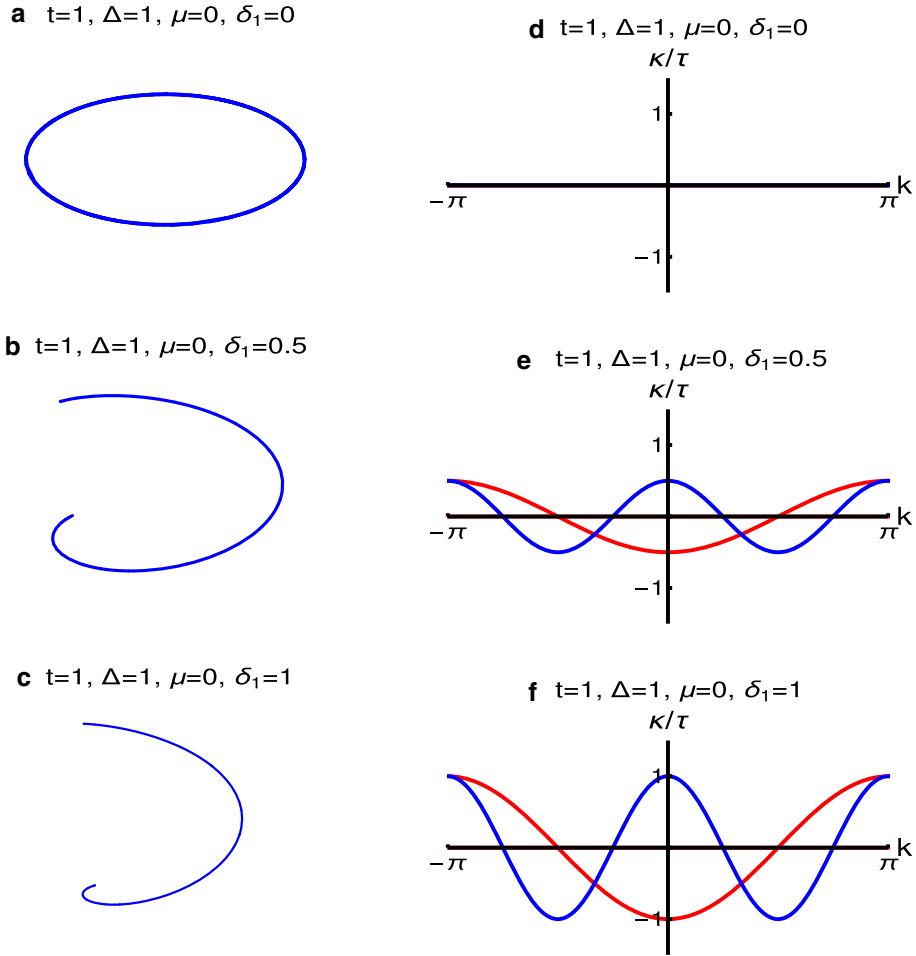 a t=1, Δ=1, μ=0, δ₁=0
d t=1, Δ=1, μ=0, δ₁=0
κ/τ
1
k
−π
π
−1
b t=1, Δ=1, μ=0, δ₁=0.5
e t=1, Δ=1, μ=0, δ₁=0.5
κ/τ
1
k
−π
π
−1
c t=1, Δ=1, μ=0, δ₁=1
f t=1, Δ=1, μ=0, δ₁=1
κ/τ
1
k
−π
π
−1